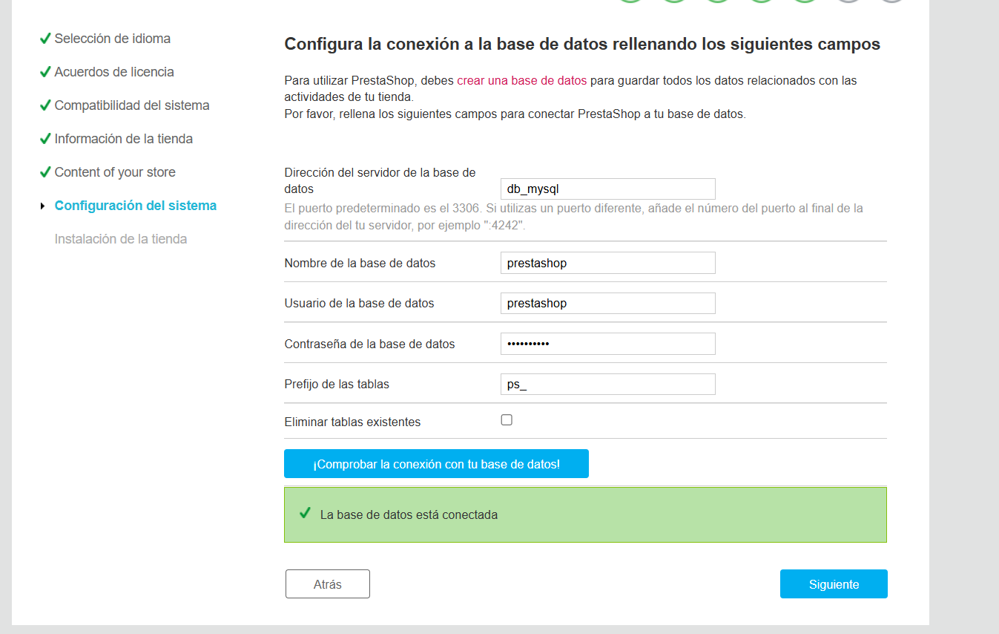 Selección de idioma
Acuerdos de licencia
Compatibilidad del sistema
Información de la tienda
Content of your store
Configuración del sistema
Instalación de la tienda
Configura la conexión a la base de datos rellenando los siguientes campos
Para utilizar PrestaShop, debes crear una base de datos para guardar todos los datos relacionados con las
actividades de tu tienda.
Por favor, rellena los siguientes campos para conectar PrestaShop a tu base de datos.
Dirección del servidor de la base de
datos
db_mysql
El puerto predeterminado es el 3306. Si utilizas un puerto diferente, añade el número del puerto al final de la
dirección del tu servidor, por ejemplo ":4242".
Nombre de la base de datos
prestashop
Usuario de la base de datos
prestashop
Contraseña de la base de datos
••••••••••
Prefijo de las tablas
ps_
Eliminar tablas existentes
¡Comprobar la conexión con tu base de datos!
La base de datos está conectada
Atrás
Siguiente